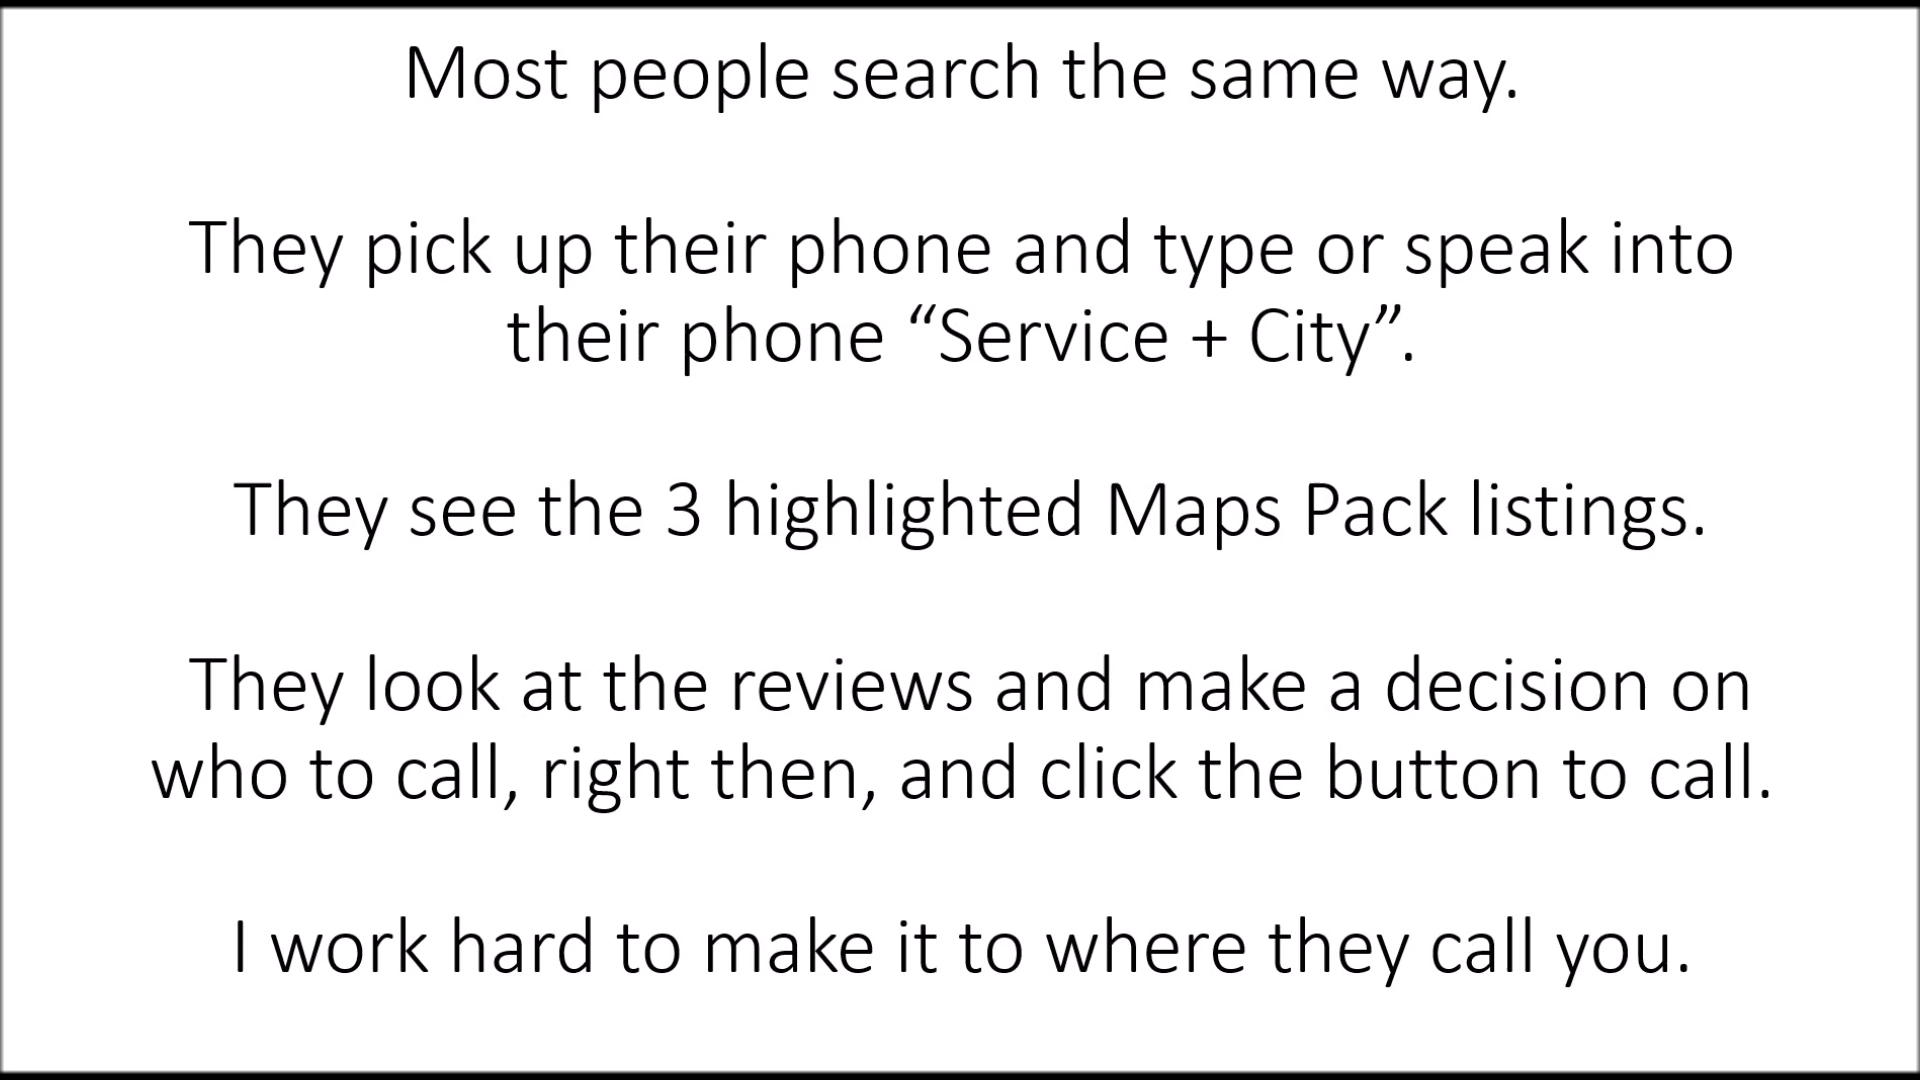 Most people search the same way.
They pick up their phone and type or speak into
their phone “Service + City”.
They see the 3 highlighted Maps Pack listings.
They look at the reviews and make a decision on
who to call, right then, and click the button to call.
I work hard to make it to where they call you.